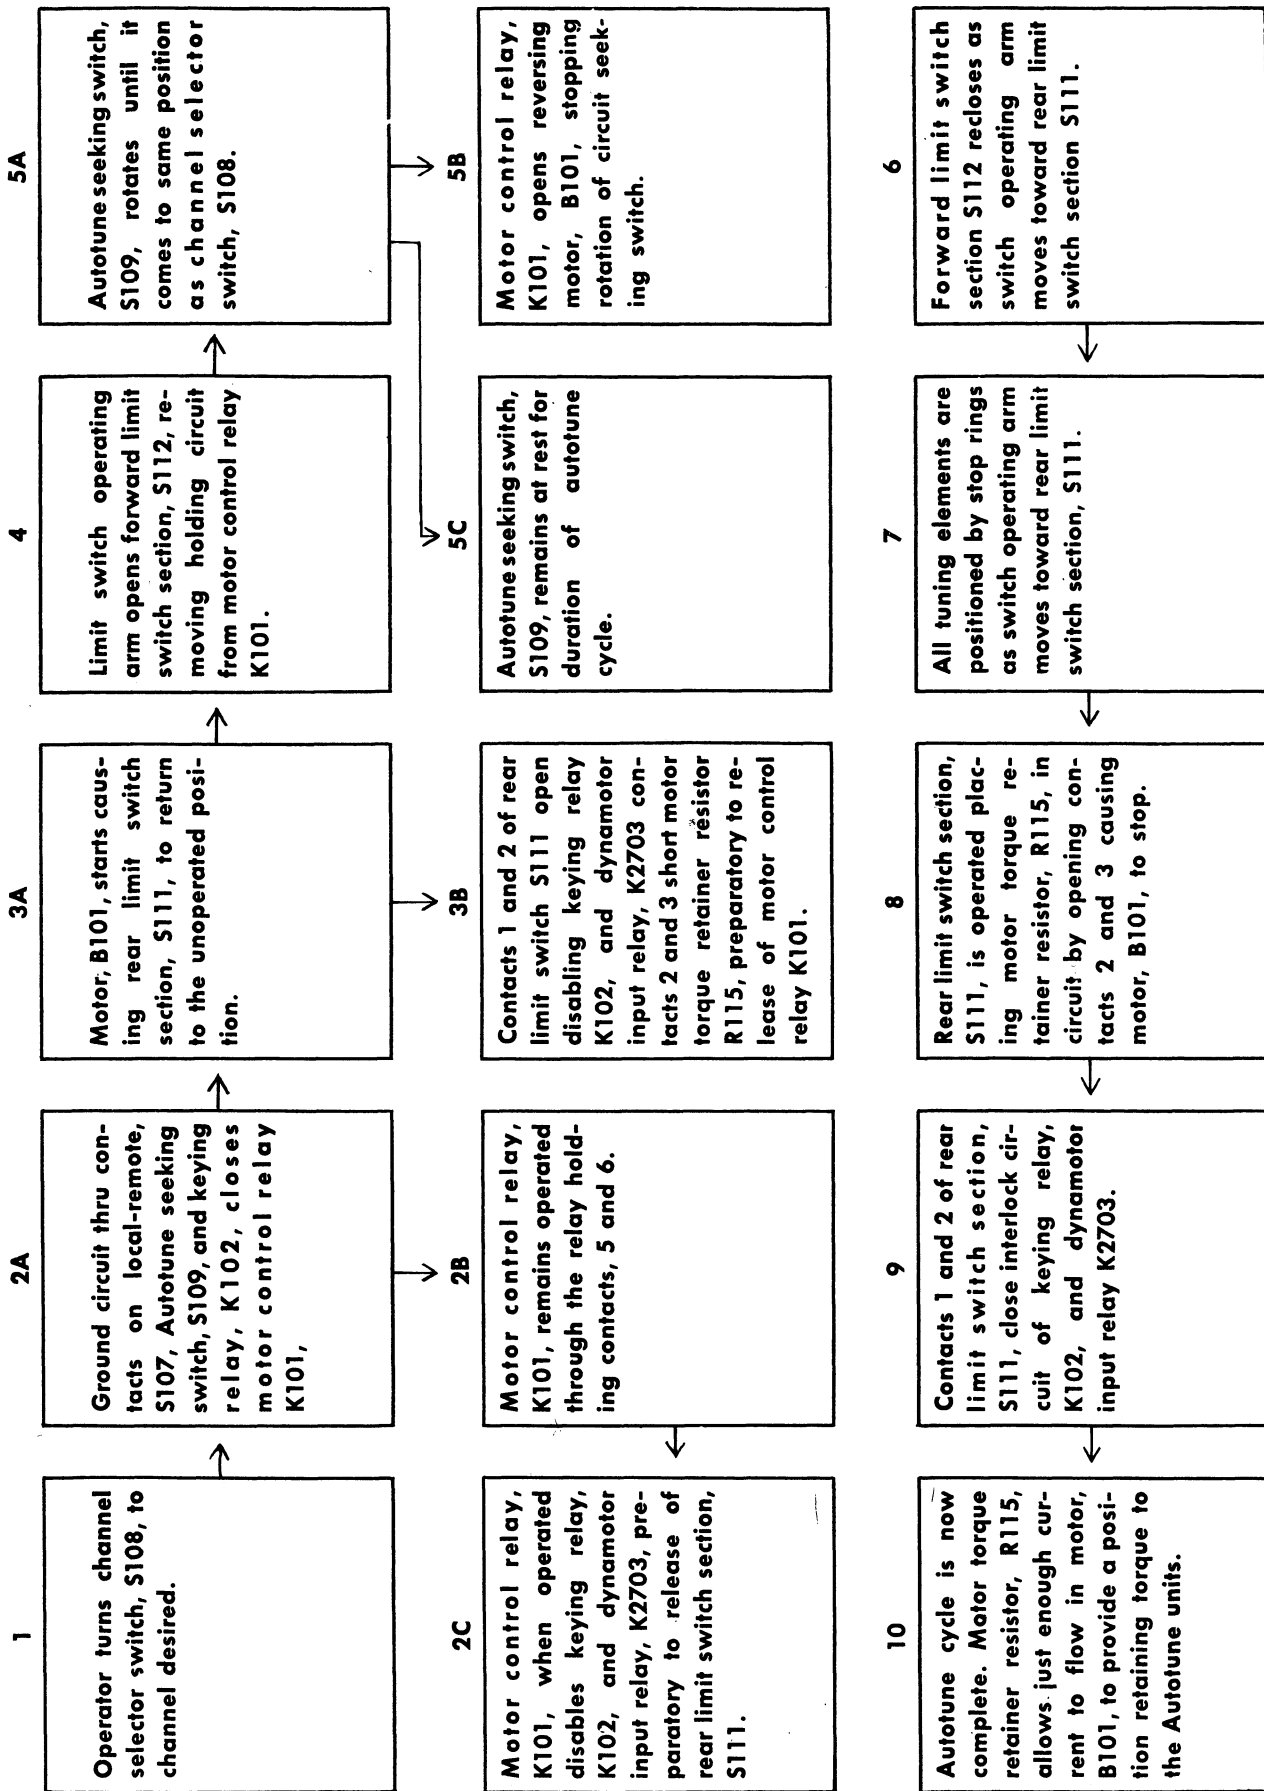 1
Operator turns channel
selector switch, S108, to
channel desired.
2A
Ground circuit thru con-
tacts on local-remote,
S107, Autotune seeking
switch, S109, and keying
relay, K102, closes
motor control relay
K101,
2B
Motor control relay,
K101, remains operated
through the relay hold-
ing contacts, 5 and 6.
2C
Motor control relay,
K101, when operated
disables keying relay,
K102, and dynamotor
input relay, K2703, pre-
paratory to release of
rear limit switch section,
S111.
3A
Motor, B101, starts caus-
ing rear limit switch
section, S111, to return
to the unoperated posi-
tion.
3B
Contacts 1 and 2 of rear
limit switch S111 open
disabling keying relay
K102, and dynamotor
input relay, K2703 con-
tacts 2 and 3 short motor
torque retainer resistor
R115, preparatory to re-
lease of motor control
relay K101.
4
Limit switch operating
arm opens forward limit
switch section, S112, re-
moving holding circuit
from motor control relay
K101.
5A
Autotune seeking switch,
S109, rotates until it
comes to same position
as channel selector
switch, S108.
5B
Motor control relay,
K101, opens reversing
motor, B101, stopping
rotation of circuit seek-
ing switch.
5C
Autotune seeking switch,
S109, remains at rest for
duration of autotune
cycle.
6
Forward limit switch
section S112 recloses as
switch operating arm
moves toward rear limit
switch section S111.
7
All tuning elements are
positioned by stop rings
as switch operating arm
moves toward rear limit
switch section, S111.
8
Rear limit switch section,
S111, is operated plac-
ing motor torque re-
tainer resistor, R115, in
circuit by opening con-
tacts 2 and 3 causing
motor, B101, to stop.
9
Contacts 1 and 2 of rear
limit switch section,
S111, close interlock cir-
cuit of keying relay,
K102, and dynamotor
input relay K2703.
10
Autotune cycle is now
complete. Motor torque
retainer resistor, R115,
allows just enough cur-
rent to flow in motor,
B101, to provide a posi-
tion retaining torque to
the Autotune units.